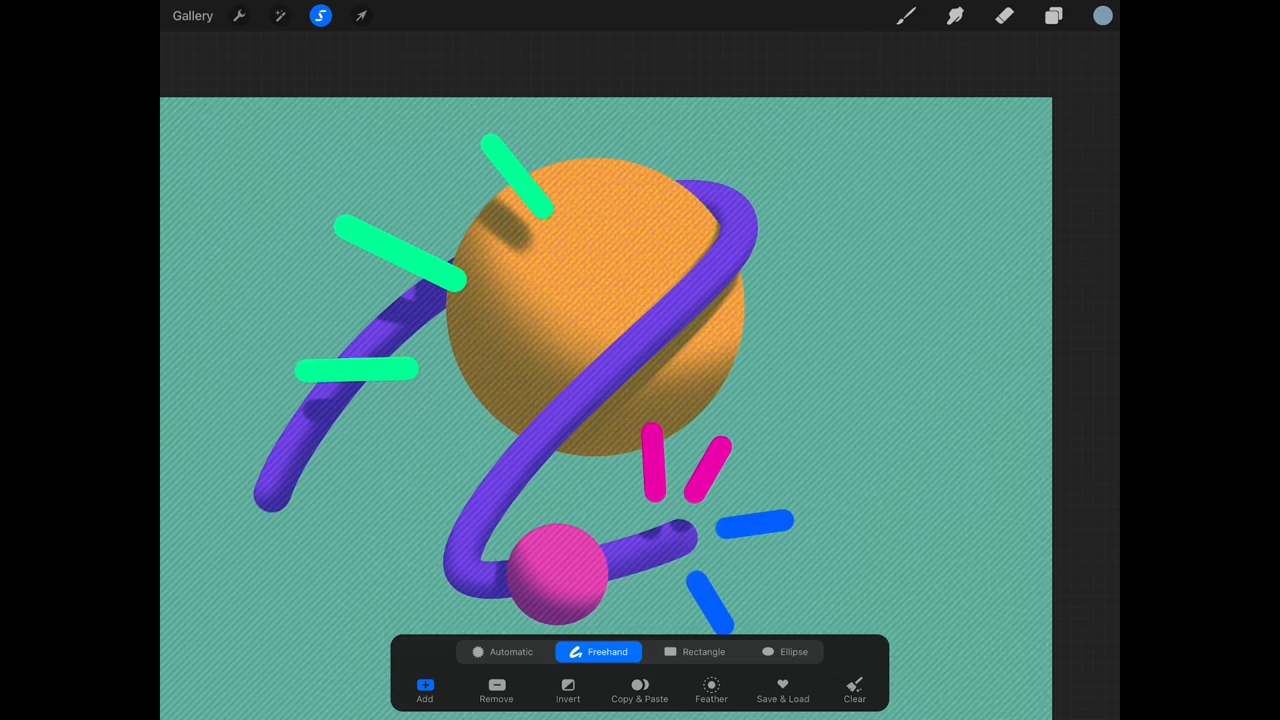 Gallery
Automatic Freehand Rectangle Ellipse
Add Remove Invert Copy & Paste Feather Save & Load Clear